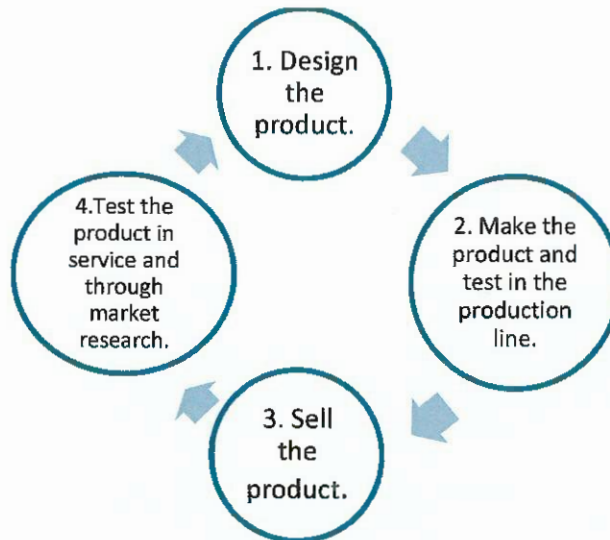 1. Design
the
product.
2. Make the
product and
test in the
production
line.
3. Sell
the
product.
4.Test the
product in
service and
through
market
research.